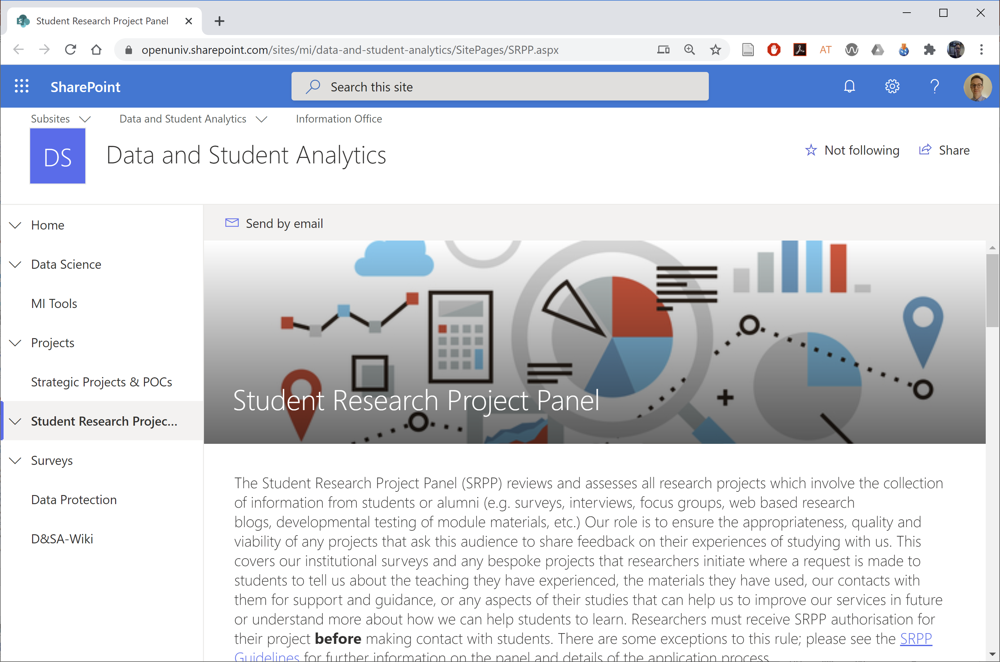 Student Research Project Panel
openuniv.sharepoint.com/sites/mi/data-and-student-analytics/SitePages/SRPP.aspx
AT
SharePoint
Search this site
Subsites
Data and Student Analytics
Information Office
DS
Data and Student Analytics
Not following
Share
Home
Data Science
MI Tools
Projects
Strategic Projects & POCs
Student Research Projec...
Surveys
Data Protection
D&SA-Wiki
Send by email
Student Research Project Panel
The Student Research Project Panel (SRPP) reviews and assesses all research projects which involve the collection
of information from students or alumni (e.g. surveys, interviews, focus groups, web based research
blogs, developmental testing of module materials, etc.) Our role is to ensure the appropriateness, quality and
viability of any projects that ask this audience to share feedback on their experiences of studying with us. This
covers our institutional surveys and any bespoke projects that researchers initiate where a request is made to
students to tell us about the teaching they have experienced, the materials they have used, our contacts with
them for support and guidance, or any aspects of their studies that can help us to improve our services in future
or understand more about how we can help students to learn. Researchers must receive SRPP authorisation for
their project before making contact with students. There are some exceptions to this rule; please see the SRPP
Guidelines for further information on the panel and details of the application process.